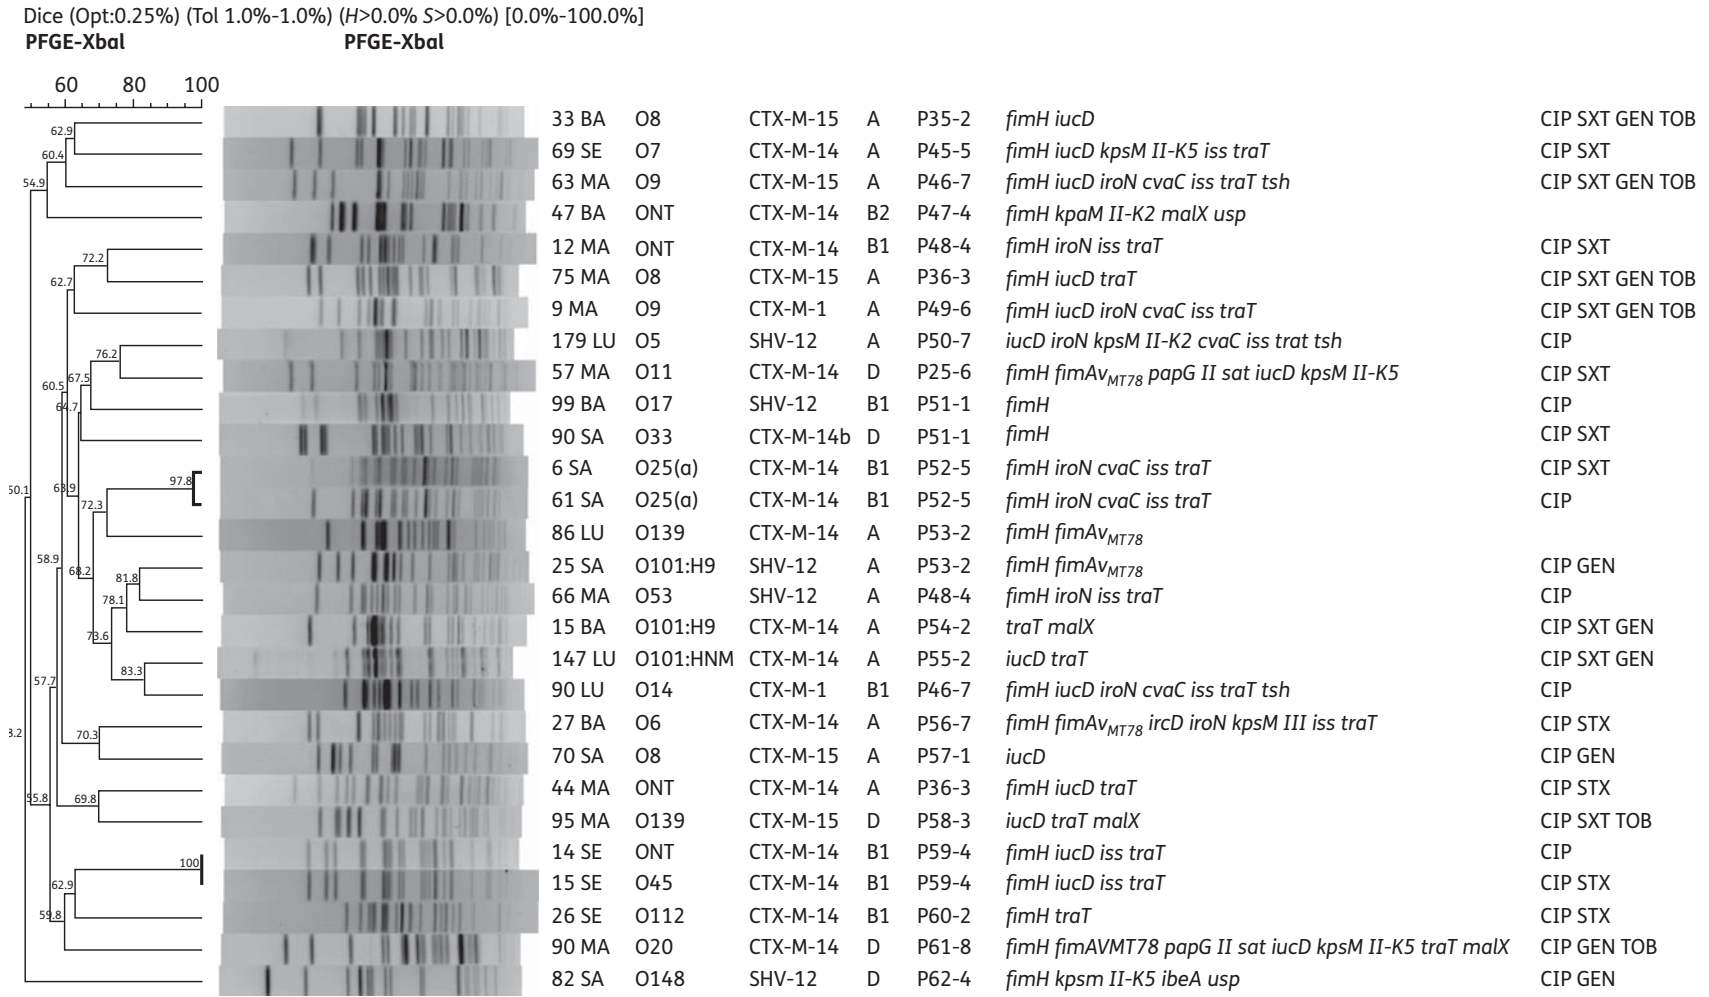 Dice (Opt:0.25%) (Tol 1.0%-1.0%) (H>0.0% S>0.0%) [0.0%-100.0%]
PFGE-XbaI PFGE-XbaI
60 80 100
33 BA O8 CTX-M-15 A P35-2 fimH iucD CIP SXT GEN TOB
62.9
69 SE O7 CTX-M-14 A P45-5 fimH iucD kpsM II-K5 iss traT CIP SXT
60.4
63 MA O9 CTX-M-15 A P46-7 fimH iucD iroN cvaC iss traT tsh CIP SXT GEN TOB
54.9
47 BA ONT CTX-M-14 B2 P47-4 fimH kpaM II-K2 malX usp
12 MA ONT CTX-M-14 B1 P48-4 fimH iroN iss traT CIP SXT
72.2
75 MA O8 CTX-M-15 A P36-3 fimH iucD traT CIP SXT GEN TOB
62.7
9 MA O9 CTX-M-1 A P49-6 fimH iucD iroN cvaC iss traT CIP SXT GEN TOB
179 LU O5 SHV-12 A P50-7 iucD iroN kpsM II-K2 cvaC iss trat tsh CIP
76.2
57 MA O11 CTX-M-14 D P25-6 fimH fimAvMT78 papG II sat iucD kpsM II-K5 CIP SXT
60.5 67.5
99 BA O17 SHV-12 B1 P51-1 fimH CIP
64.7
90 SA O33 CTX-M-14b D P51-1 fimH CIP SXT
6 SA O25(a) CTX-M-14 B1 P52-5 fimH iroN cvaC iss traT CIP SXT
50.1 63.9 97.8
61 SA O25(a) CTX-M-14 B1 P52-5 fimH iroN cvaC iss traT CIP
72.3
86 LU O139 CTX-M-14 A P53-2 fimH fimAvMT78
58.9
25 SA O101:H9 SHV-12 A P53-2 fimH fimAvMT78 CIP GEN
68.2 81.8
66 MA O53 SHV-12 A P48-4 fimH iroN iss traT CIP
78.1
15 BA O101:H9 CTX-M-14 A P54-2 traT malX CIP SXT GEN
73.6
147 LU O101:HNM CTX-M-14 A P55-2 iucD traT CIP SXT GEN
57.7 83.3
90 LU O14 CTX-M-1 B1 P46-7 fimH iucD iroN cvaC iss traT tsh CIP
27 BA O6 CTX-M-14 A P56-7 fimH fimAvMT78 ircD iroN kpsM III iss traT CIP STX
8.2 70.3
70 SA O8 CTX-M-15 A P57-1 iucD CIP GEN
44 MA ONT CTX-M-14 A P36-3 fimH iucD traT CIP STX
55.8 69.8
95 MA O139 CTX-M-15 D P58-3 iucD traT malX CIP SXT TOB
14 SE ONT CTX-M-14 B1 P59-4 fimH iucD iss traT CIP
100
15 SE O45 CTX-M-14 B1 P59-4 fimH iucD iss traT CIP STX
62.9
26 SE O112 CTX-M-14 B1 P60-2 fimH traT CIP STX
59.8
90 MA O20 CTX-M-14 D P61-8 fimH fimAVMT78 papG II sat iucD kpsM II-K5 traT malX CIP GEN TOB
82 SA O148 SHV-12 D P62-4 fimH kpsm II-K5 ibeA usp CIP GEN